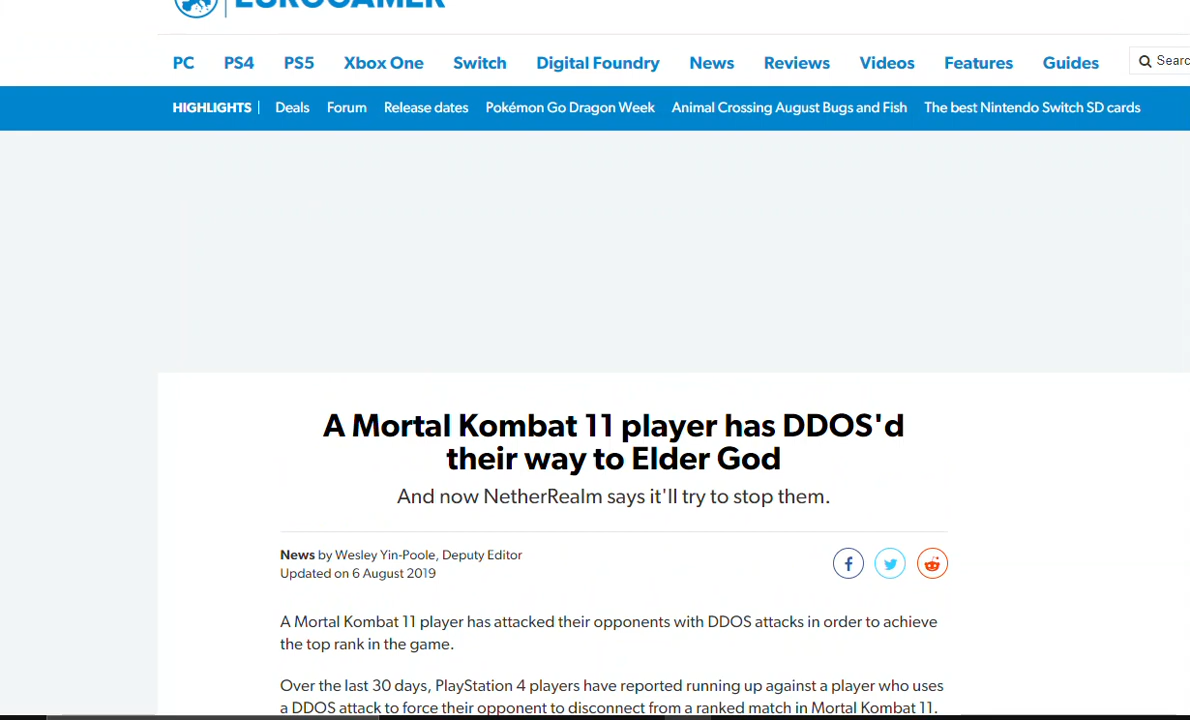 EUROGAMER
PC PS4 PS5 Xbox One Switch Digital Foundry News Reviews Videos Features Guides Searc
HIGHLIGHTS | Deals Forum Release dates Pokémon Go Dragon Week Animal Crossing August Bugs and Fish The best Nintendo Switch SD cards
A Mortal Kombat 11 player has DDOS'd
their way to Elder God
And now NetherRealm says it'll try to stop them.
News by Wesley Yin-Poole, Deputy Editor
Updated on 6 August 2019
A Mortal Kombat 11 player has attacked their opponents with DDOS attacks in order to achieve
the top rank in the game.
Over the last 30 days, PlayStation 4 players have reported running up against a player who uses
a DDOS attack to force their opponent to disconnect from a ranked match in Mortal Kombat 11.